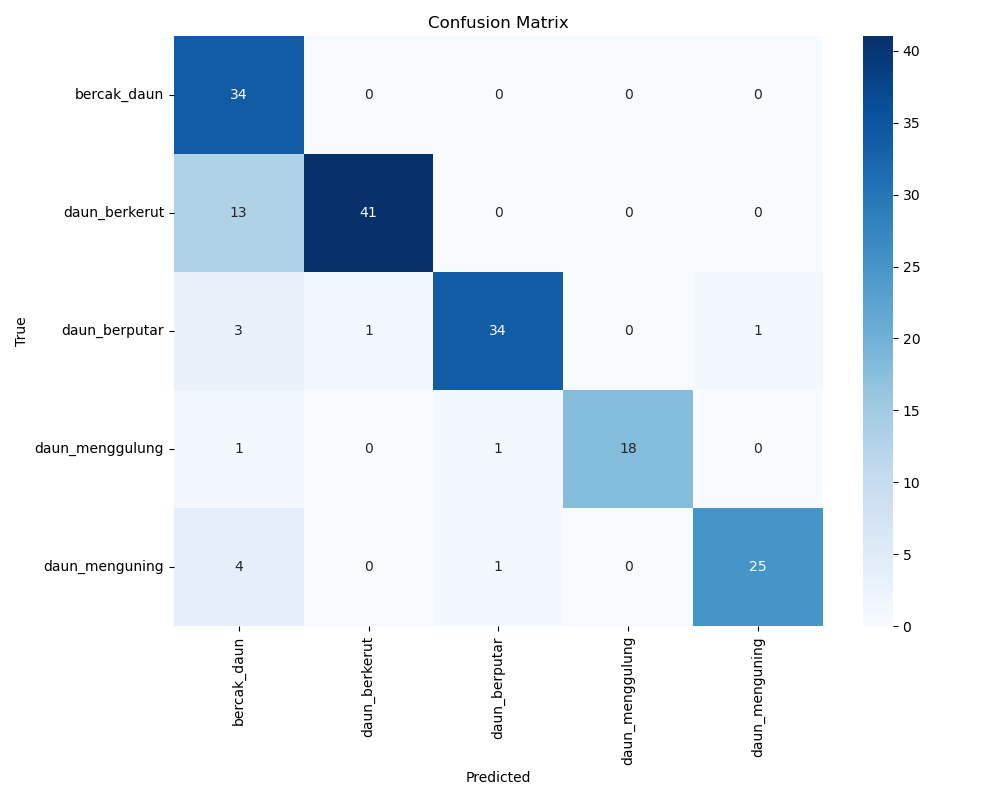 Confusion Matrix
True
bercak_daun 34 0 0 0 0
daun_berkerut 13 41 0 0 0
daun_berputar 3 1 34 0 1
daun_menggulung 1 0 1 18 0
daun_menguning 4 0 1 0 25
bercak_daun daun_berkerut daun_berputar daun_menggulung daun_menguning
Predicted
40
35
30
25
20
15
10
5
0